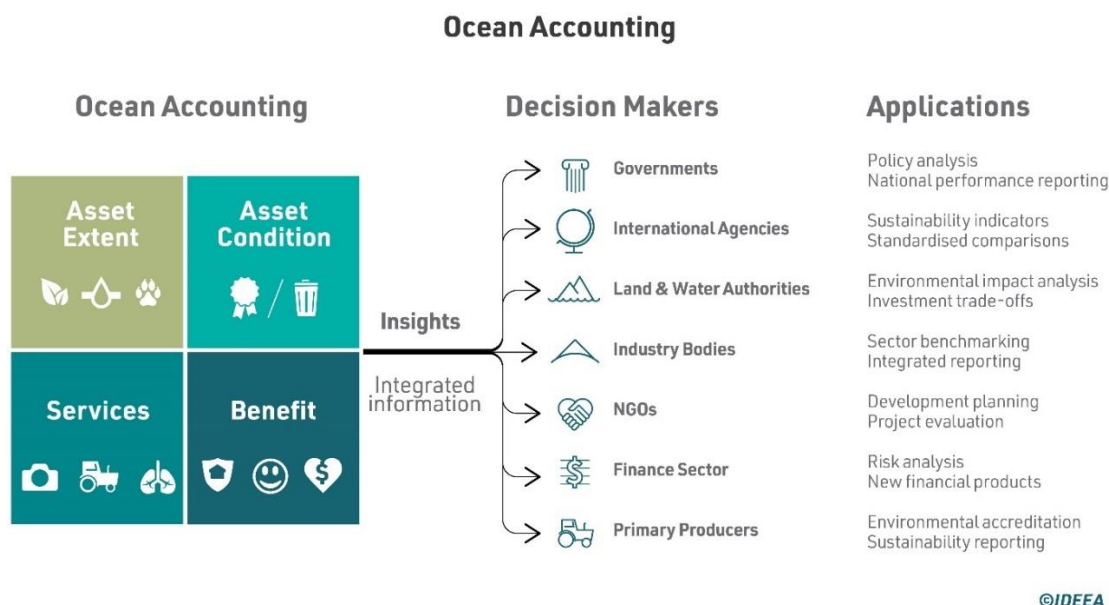 Ocean Accounting
Ocean Accounting
Decision Makers
Applications
Asset
Extent
Asset
Condition
Services
Benefit
Insights
Integrated
information
Governments
Policy analysis
National performance reporting
International Agencies
Sustainability indicators
Standardised comparisons
Land & Water Authorities
Environmental impact analysis
Investment trade-offs
Industry Bodies
Sector benchmarking
Integrated reporting
NGOs
Development planning
Project evaluation
Finance Sector
Risk analysis
New financial products
Primary Producers
Environmental accreditation
Sustainability reporting
©IDEEA